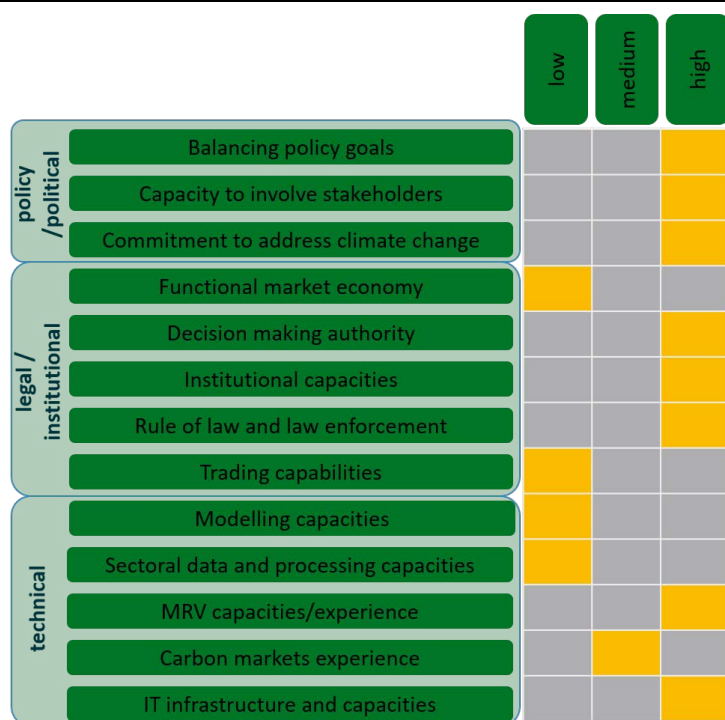 low
medium
high
policy
/political
Balancing policy goals
Capacity to involve stakeholders
Commitment to address climate change
legal /
institutional
Functional market economy
Decision making authority
Institutional capacities
Rule of law and law enforcement
Trading capabilities
technical
Modelling capacities
Sectoral data and processing capacities
MRV capacities/experience
Carbon markets experience
IT infrastructure and capacities